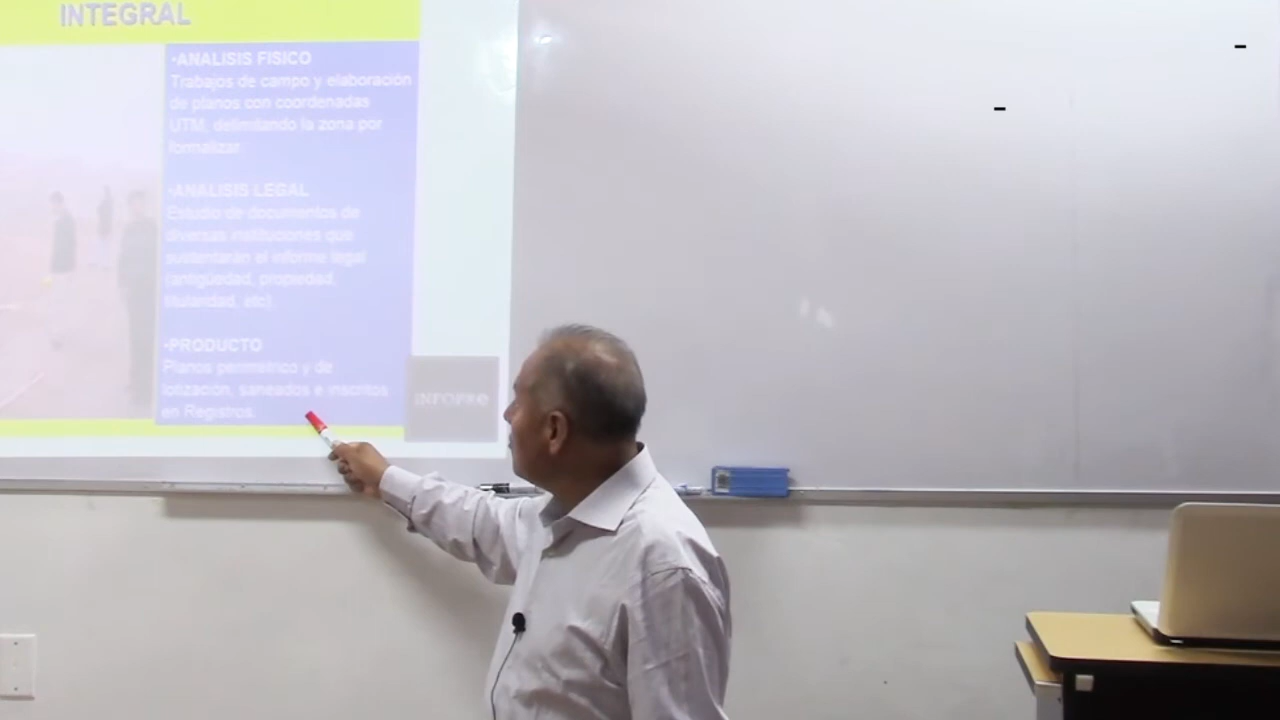 INTEGRAL
•ANALISIS FISICO
Trabajos de campo y elaboración
de planos con coordenadas
UTM, delimitando la zona por
formalizar.
•ANALISIS LEGAL
Estudio de documentos de
diversas instituciones que
sustentarán el informe legal
(antigüedad, propiedad,
titularidad, etc)
•PRODUCTO
Planos perimétrico y de
lotización, saneados e inscritos
en Registros.